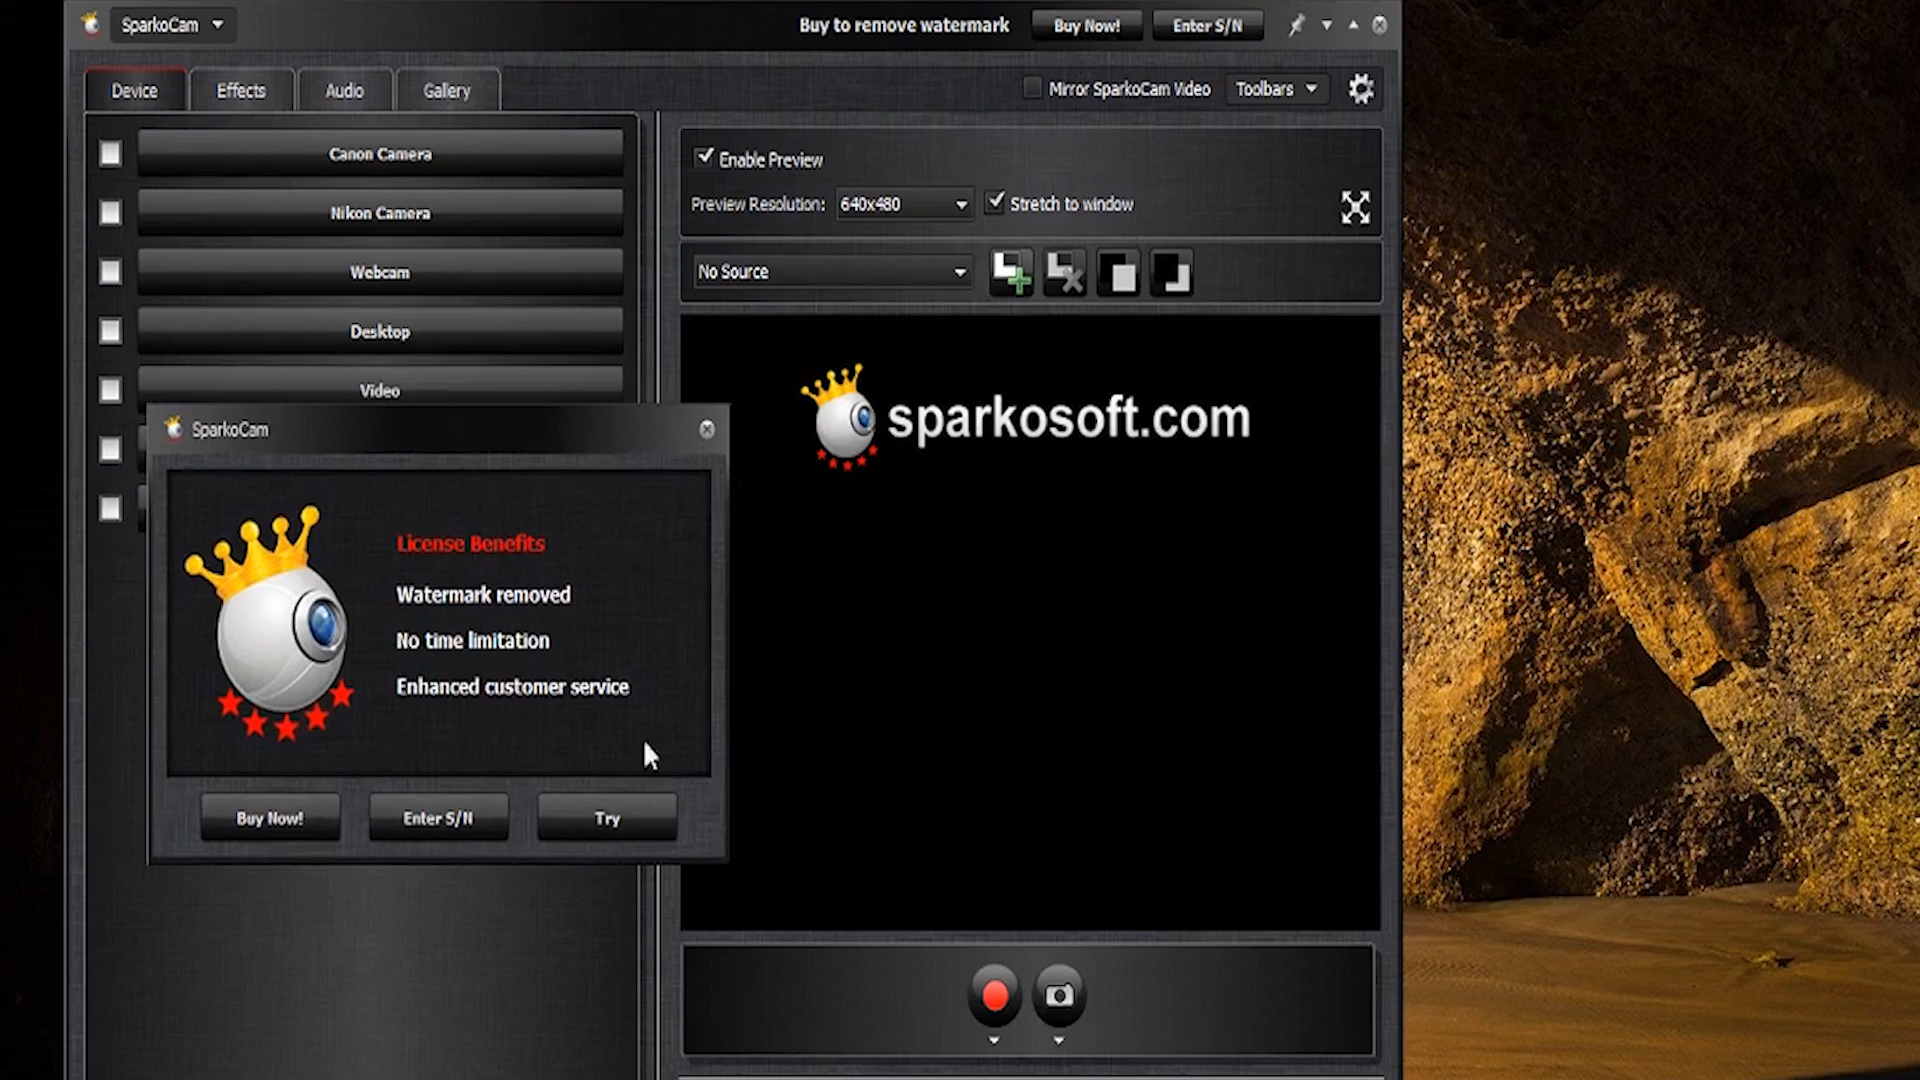 SparkoCam
Buy to remove watermark
Buy Now!
Enter S/N
Device
Effects
Audio
Gallery
Mirror SparkoCam Video
Toolbars
Canon Camera
Nikon Camera
Webcam
Desktop
Video
Enable Preview
Preview Resolution: 640x480
Stretch to window
No Source
sparkosoft.com
SparkoCam
License Benefits
Watermark removed
No time limitation
Enhanced customer service
Buy Now!
Enter S/N
Try